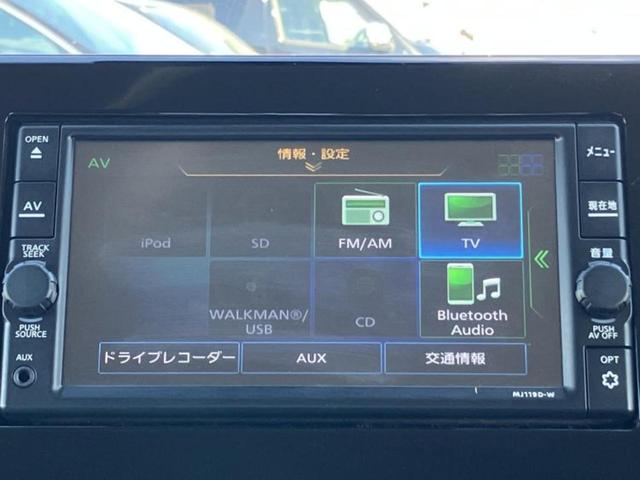 OPEN
AV
TRACK
SEEK
PUSH
SOURCE
AUX
AV
情報・設定
iPod
SD
FM/AM
TV
WALKMAN®/
USB
CD
Bluetooth
Audio
ドライブレコーダー
AUX
交通情報
メニュー
現在地
音量
PUSH
AV OFF
OPT
MJ119D-W